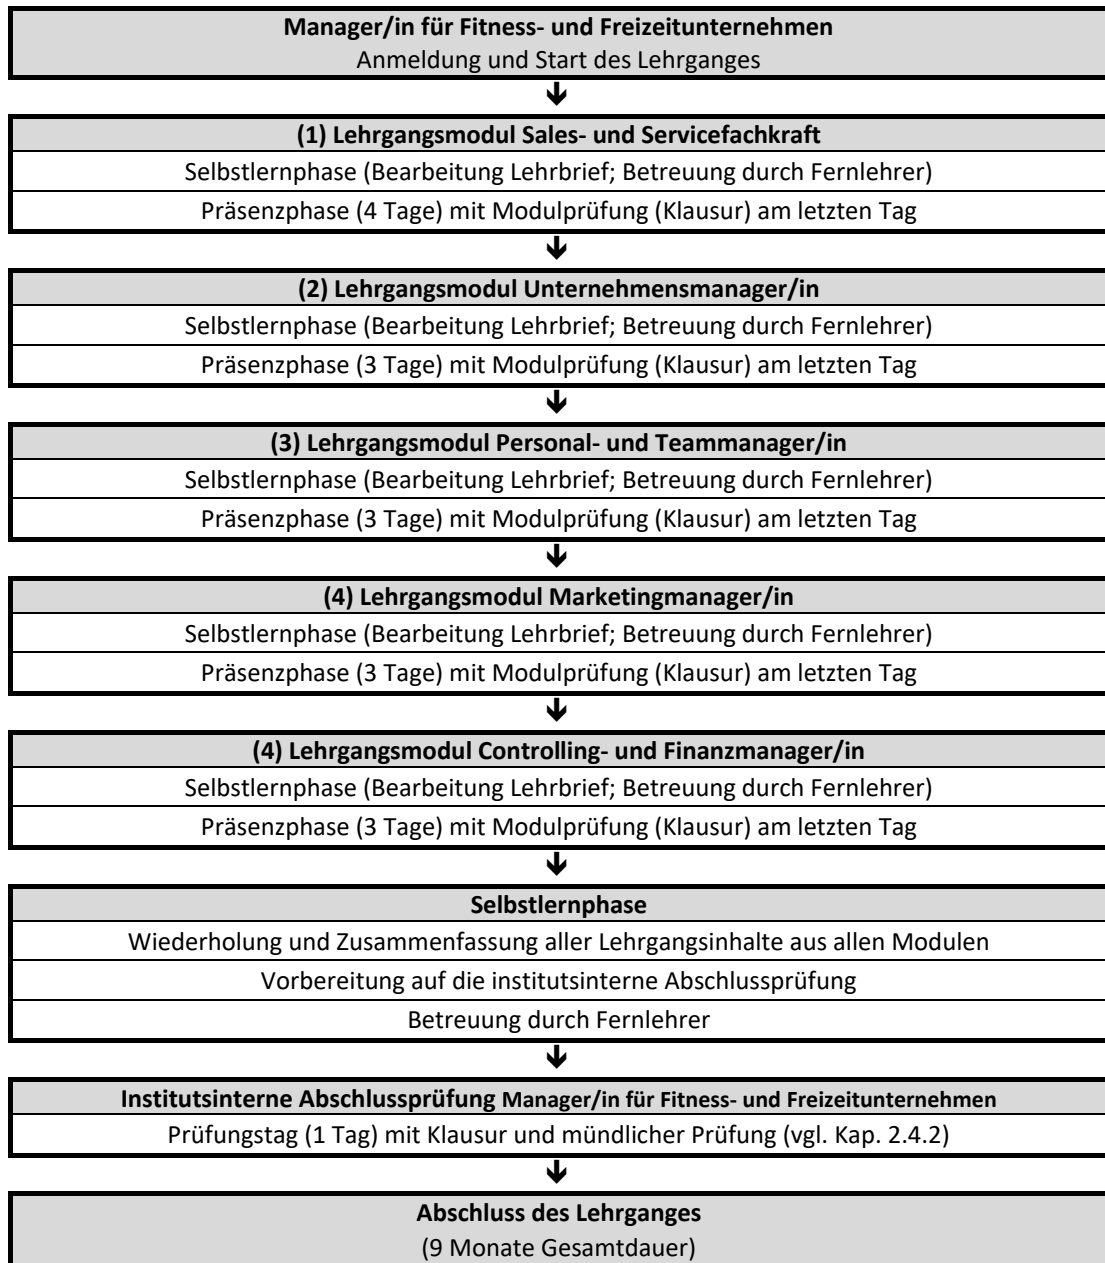 Manager/in für Fitness- und Freizeitunternehmen
Anmeldung und Start des Lehrganges
(1) Lehrgangsmodul Sales- und Servicefachkraft
Selbstlernphase (Bearbeitung Lehrbrief; Betreuung durch Fernlehrer)
Präsenzphase (4 Tage) mit Modulprüfung (Klausur) am letzten Tag
(2) Lehrgangsmodul Unternehmensmanager/in
Selbstlernphase (Bearbeitung Lehrbrief; Betreuung durch Fernlehrer)
Präsenzphase (3 Tage) mit Modulprüfung (Klausur) am letzten Tag
(3) Lehrgangsmodul Personal- und Teammanager/in
Selbstlernphase (Bearbeitung Lehrbrief; Betreuung durch Fernlehrer)
Präsenzphase (3 Tage) mit Modulprüfung (Klausur) am letzten Tag
(4) Lehrgangsmodul Marketingmanager/in
Selbstlernphase (Bearbeitung Lehrbrief; Betreuung durch Fernlehrer)
Präsenzphase (3 Tage) mit Modulprüfung (Klausur) am letzten Tag
(4) Lehrgangsmodul Controlling- und Finanzmanager/in
Selbstlernphase (Bearbeitung Lehrbrief; Betreuung durch Fernlehrer)
Präsenzphase (3 Tage) mit Modulprüfung (Klausur) am letzten Tag
Selbstlernphase
Wiederholung und Zusammenfassung aller Lehrgangsinhalte aus allen Modulen
Vorbereitung auf die institutsinterne Abschlussprüfung
Betreuung durch Fernlehrer
Institutsinterne Abschlussprüfung Manager/in für Fitness- und Freizeitunternehmen
Prüfungstag (1 Tag) mit Klausur und mündlicher Prüfung (vgl. Kap. 2.4.2)
Abschluss des Lehrganges
(9 Monate Gesamtdauer)